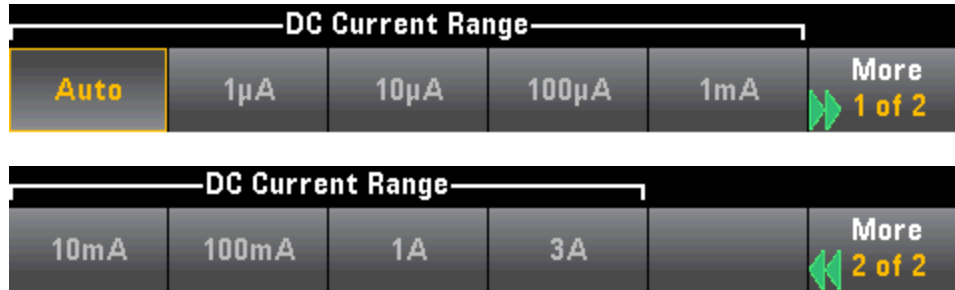 DC Current Range
Auto 1µA 10µA 100µA 1mA More
1 of 2
DC Current Range
10mA 100mA 1A 3A More
2 of 2